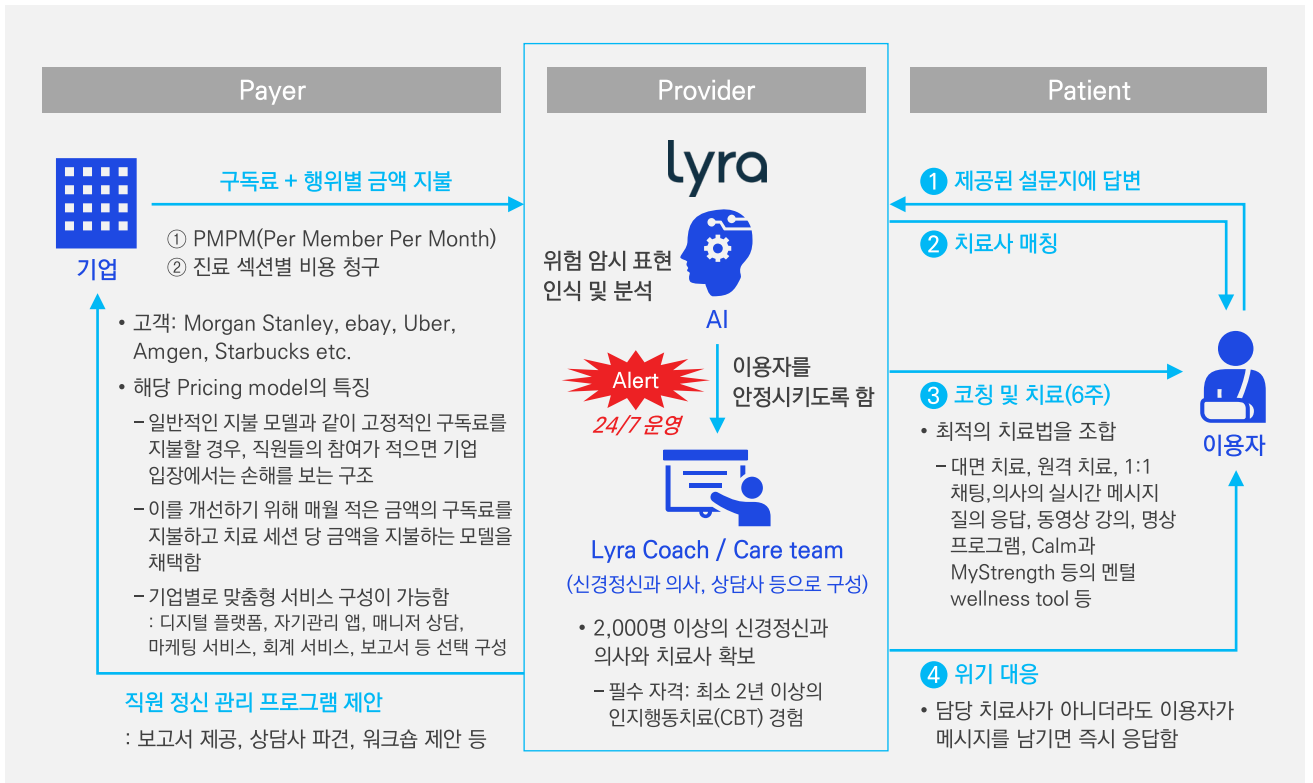 Payer
구독료 + 행위별 금액 지불
① PMPM(Per Member Per Month)
② 진료 섹션별 비용 청구
기업
• 고객: Morgan Stanley, ebay, Uber,
Amgen, Starbucks etc.
• 해당 Pricing model의 특징
– 일반적인 지불 모델과 같이 고정적인 구독료를
지불할 경우, 직원들의 참여가 적으면 기업
입장에서는 손해를 보는 구조
– 이를 개선하기 위해 매월 적은 금액의 구독료를
지불하고 치료 세션 당 금액을 지불하는 모델을
채택함
– 기업별로 맞춤형 서비스 구성이 가능함
: 디지털 플랫폼, 자기관리 앱, 매니저 상담,
마케팅 서비스, 회계 서비스, 보고서 등 선택 구성
직원 정신 관리 프로그램 제안
: 보고서 제공, 상담사 파견, 워크숍 제안 등
Provider
lyra
위험 암시 표현
인식 및 분석
AI
Alert
24/7 운영
이용자를
안정시키도록 함
Lyra Coach / Care team
(신경정신과 의사, 상담사 등으로 구성)
• 2,000명 이상의 신경정신과
의사와 치료사 확보
– 필수 자격: 최소 2년 이상의
인지행동치료(CBT) 경험
Patient
1 제공된 설문지에 답변
2 치료사 매칭
3 코칭 및 치료(6주)
이용자
• 최적의 치료법을 조합
– 대면 치료, 원격 치료, 1:1
채팅,의사의 실시간 메시지
질의 응답, 동영상 강의, 명상
프로그램, Calm과
MyStrength 등의 멘털
wellness tool 등
4 위기 대응
• 담당 치료사가 아니더라도 이용자가
메시지를 남기면 즉시 응답함